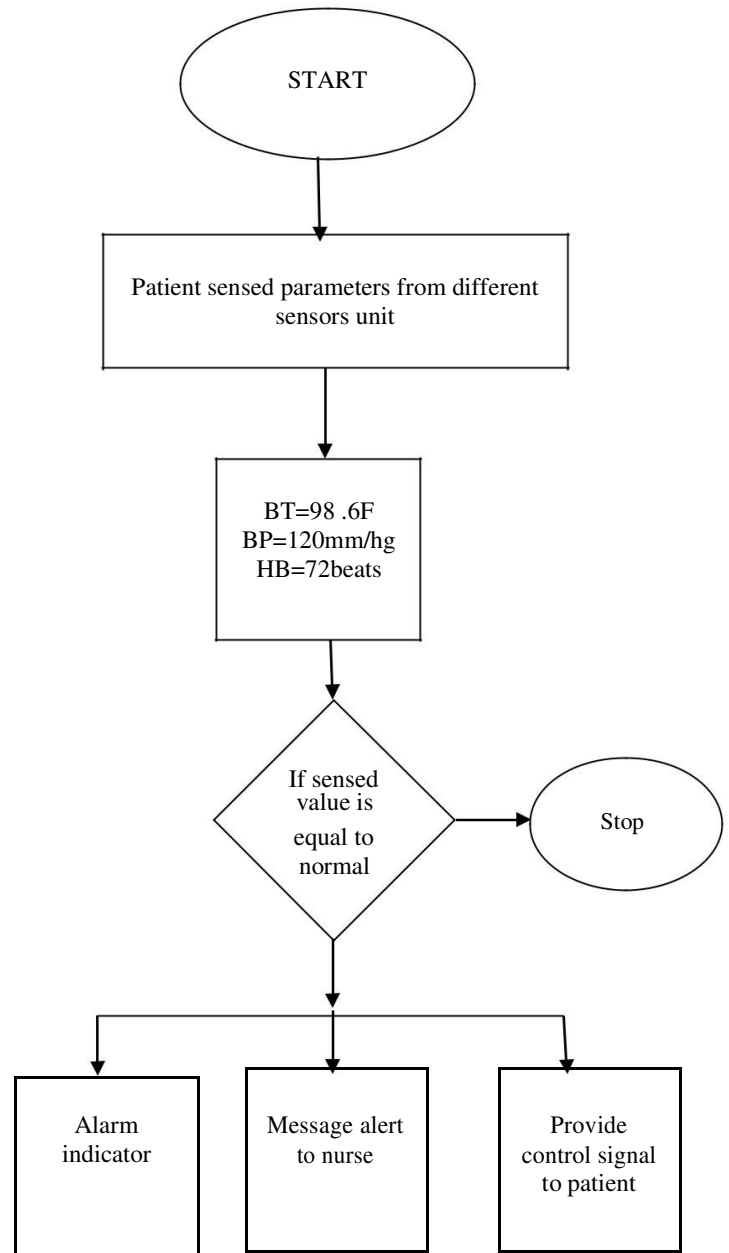 START
Patient sensed parameters from different
sensors unit
BT=98 .6F
BP=120mm/hg
HB=72beats
If sensed
value is
equal to
normal
Stop
Alarm
indicator
Message alert
to nurse
Provide
control signal
to patient